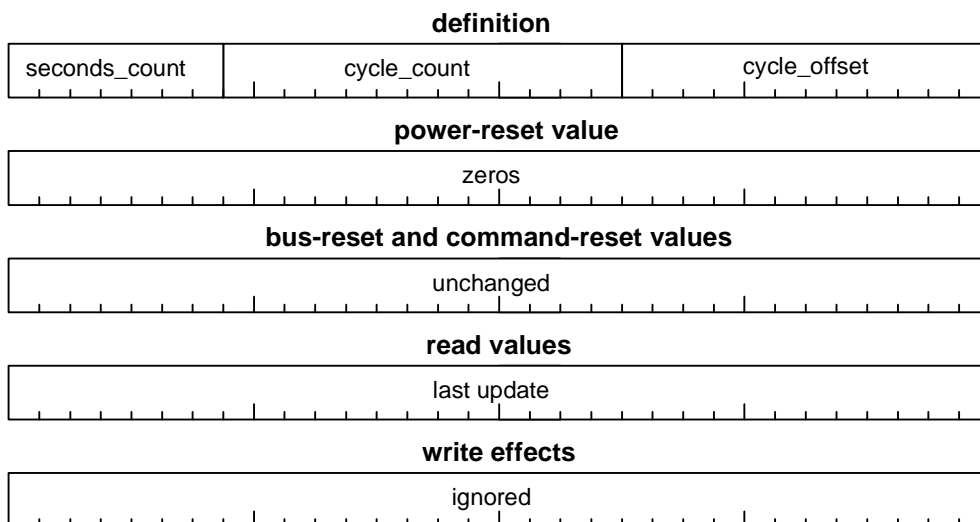 definition
seconds_count cycle_count cycle_offset
power-reset value
zeros
bus-reset and command-reset values
unchanged
read values
last update
write effects
ignored